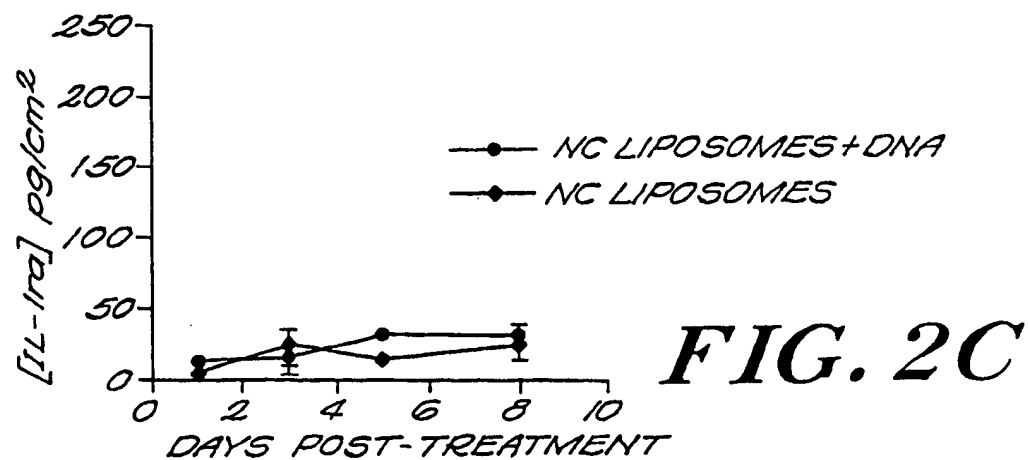 [IL-1ra] pg/cm²
250
200
150
100
50
0
0 2 4 6 8 10
DAYS POST-TREATMENT
NC LIPOSOMES+DNA
NC LIPOSOMES
FIG. 2C